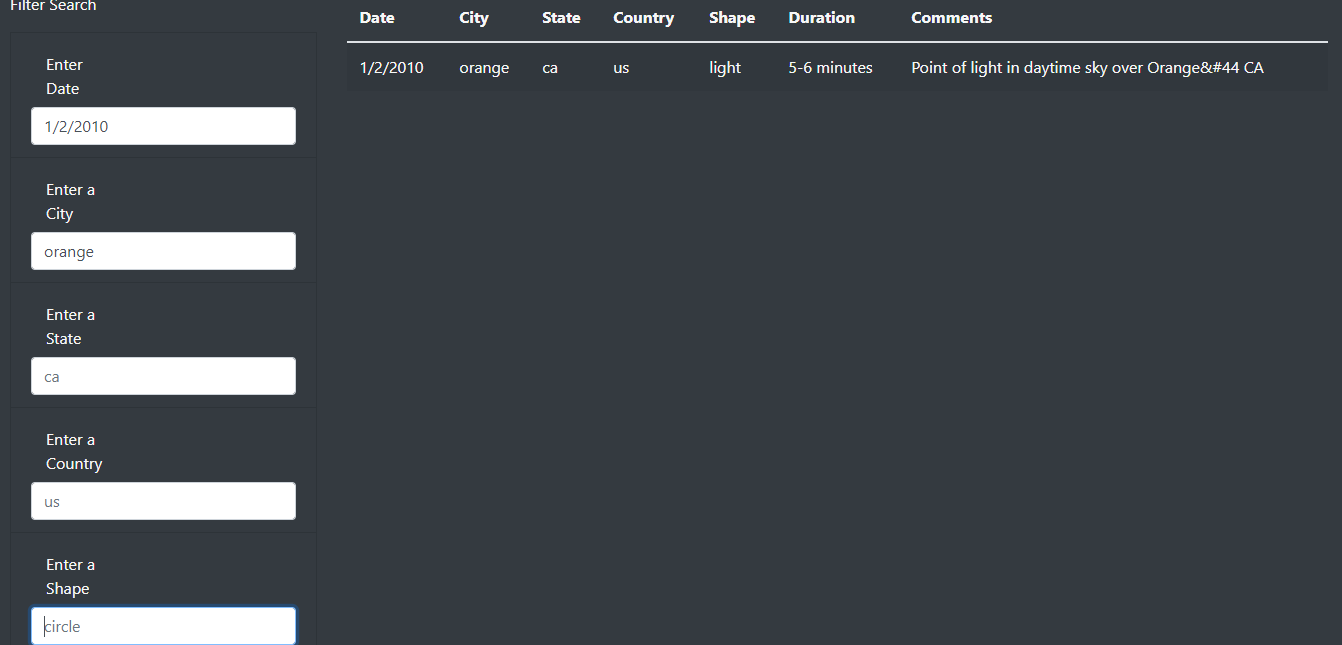 Filter Search
Enter
Date
1/2/2010
Enter a
City
orange
Enter a
State
ca
Enter a
Country
us
Enter a
Shape
circle
Date City State Country Shape Duration Comments
1/2/2010 orange ca us light 5-6 minutes Point of light in daytime sky over Orange&#44 CA